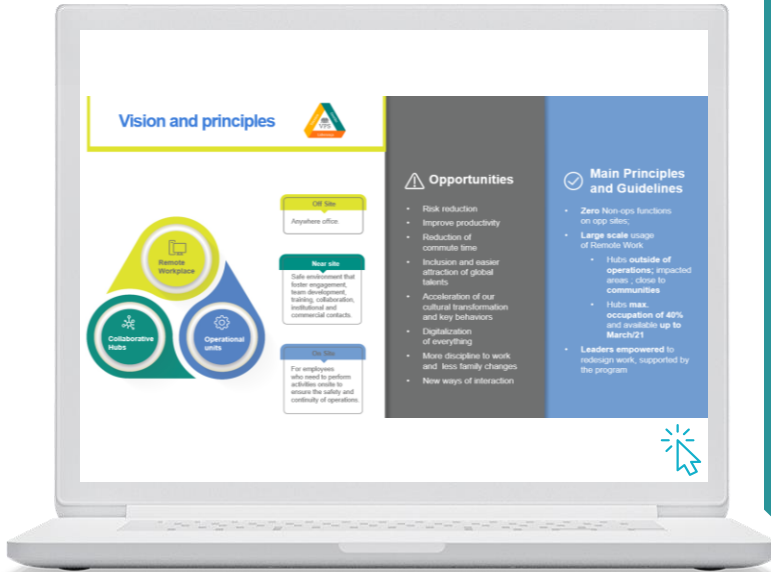 Vision and principles
VPS
Remote
Workplace
Collaborative
Hubs
Operational
units
Off Site
Anywhere office.
Near site
Safe environment that
foster engagement,
team development,
training, collaboration,
institutional and
commercial contacts.
On Site
For employees
who need to perform
activities onsite to
ensure the safety and
continuity of operations.
Opportunities
• Risk reduction
• Improve productivity
• Reduction of
commute time
• Inclusion and easier
attraction of global
talents
• Acceleration of our
cultural transformation
and key behaviors
• Digitalization
of everything
• More discipline to work
and less family changes
• New ways of interaction
Main Principles
and Guidelines
• Zero Non-ops functions
on opp sites;
• Large scale usage
of Remote Work
• Hubs outside of
operations; impacted
areas , close to
communities
• Hubs max.
occupation of 40%
and available up to
March/21
• Leaders empowered to
redesign work, supported by
the program